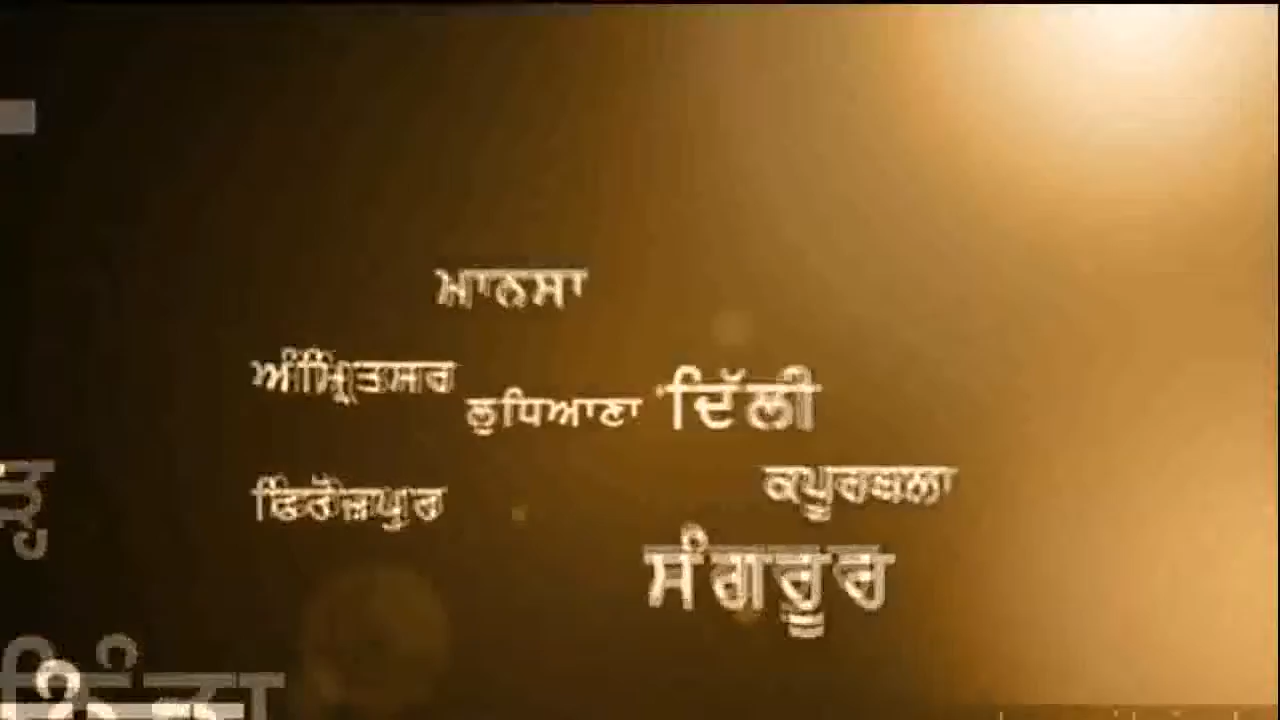 ਮਾਨਸਾ
ਅੰਮ੍ਰਿਤਸਰ
ਲੁਧਿਆਣਾ
ਦਿੱਲੀ
ਕਪੂਰਥਲਾ
ਫਿਰੋਜ਼ਪੁਰ
ਸੰਗਰੂਰ